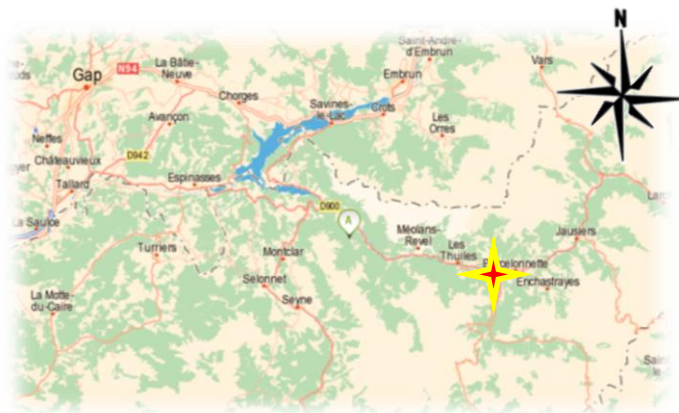 N
Saint-André-
d'Embrun
La Bâtie-
Neuve
Vars
N94
Gap
Embrun
Chorges
Savines-
le-Lac
Crots
Avançon
Les
Orres
Neffes
D942
Châteauvieux
Espinasses
Tallard
D900
A
La Saulce
Turriers
Méolans-
Revel
Les
Thuiles
Jausiers
Montclar
Barcelonnette
Selonnet
Enchastrayes
La Motte-
du-Caire
Seyne